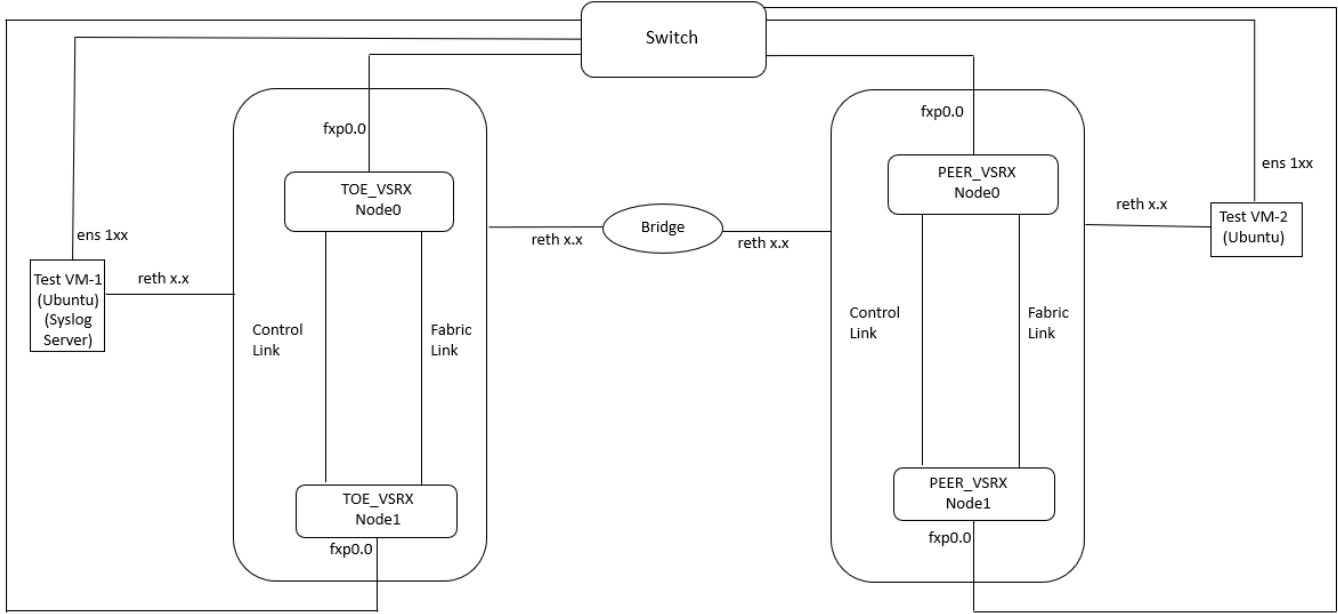 Switch
fxp0.0
fxp0.0
TOE_VSRX
Node0
PEER_VSRX
Node0
ens 1xx
ens 1xx
reth x.x
reth x.x
Bridge
reth x.x
reth x.x
Test VM-1
(Ubuntu)
(Syslog
Server)
Test VM-2
(Ubuntu)
Control
Link
Fabric
Link
Control
Link
Fabric
Link
TOE_VSRX
Node1
fxp0.0
PEER_VSRX
Node1
fxp0.0